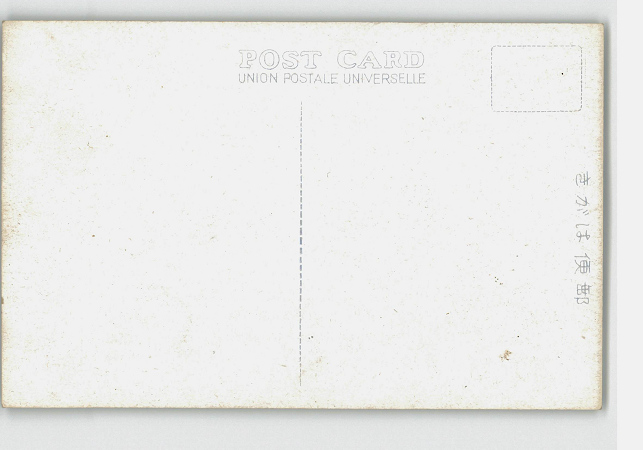 POST CARD
UNION POSTALE UNIVERSELLE
きがは便郵